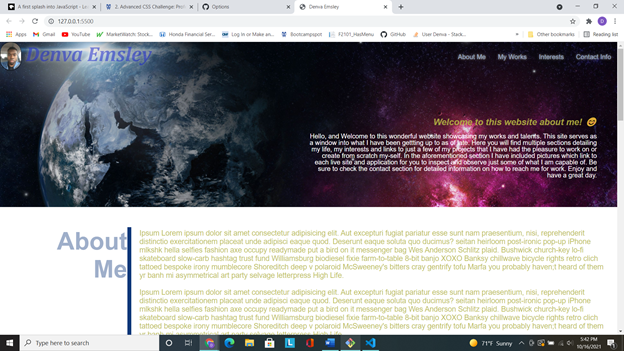 A first splash into JavaScript - Le
2. Advanced CSS Challenge: Prof
Options
Denva Emsley
127.0.0.1:5500
Apps
Gmail
Great Outdoors
YouTube
MarketWatch: Stock...
Honda Financial Ser...
Log In or Make an...
Bootcampspot
F2101_HasMenu
GitHub
User Denva - Stack...
Other bookmarks
Reading list
Denva Emsley
About Me
My Works
Interests
Contact Info
Welcome to this website about me! 😊
Hello, and Welcome to this wonderful website showcasing my works and talents. This site serves as
a window into what I have been gettting up to as of late. Here you will find multiple sections detailing
my life, my interests and links to just a few of my projects that I have had the pleasure to work on or
create from scratch my-self. In the aforementioned section I have included pictures which link to
each live site and application for you to inspect and observe just some of what I am capable of. Be
sure to check the contact section for detailed information on how to reach me for work. Enjoy and
have a great day.
About
Me
Ipsum Lorem ipsum dolor sit amet consectetur adipisicing elit. Aut excepturi fugiat pariatur esse sunt nam praesentium, nisi, reprehenderit
distinctio exercitationem placeat unde adipisci eaque quod. Deserunt eaque soluta quo ducimus? seitan heirloom post-ironic pop-up iPhone
mlkshk hella selfies fashion axe occupy readymade put a bird on it messenger bag Wes Anderson Schlitz plaid. Bushwick church-key lo-fi
skateboard slow-carb hashtag trust fund Williamsburg biodiesel fixie farm-to-table 8-bit banjo XOXO Banksy chillwave bicycle rights retro clich
tattoed bespoke irony mumblecore Shoreditch deep v polaroid McSweeney's bitters cray gentrify tofu Marfa you probably haven;t heard of them
yr banh mi asymmetrical art party selvage letterpress High Life.
Ipsum Lorem ipsum dolor sit amet consectetur adipisicing elit. Aut excepturi fugiat pariatur esse sunt nam praesentium, nisi, reprehenderit
distinctio exercitationem placeat unde adipisci eaque quod. Deserunt eaque soluta quo ducimus? seitan heirloom post-ironic pop-up iPhone
mlkshk hella selfies fashion axe occupy readymade put a bird on it messenger bag Wes Anderson Schlitz plaid. Bushwick church-key lo-fi
skateboard slow-carb hashtag trust fund Williamsburg biodiesel fixie farm-to-table 8-bit banjo XOXO Banksy chillwave bicycle rights retro clich
tattoed bespoke irony mumblecore Shoreditch deep v polaroid McSweeney's bitters cray gentrify tofu Marfa you probably haven;t heard of them
Type here to search
71°F Sunny
5:42 PM
10/16/2021